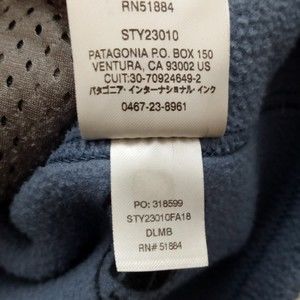 RN51884
STY23010
PATAGONIA P.O. BOX 150
VENTURA, CA 93002 US
CUIT:30-70924649-2
パタゴニア・インターナショナル・インク
0467-23-8961
PO: 318599
STY23010FA18
DLMB
RN# 51884